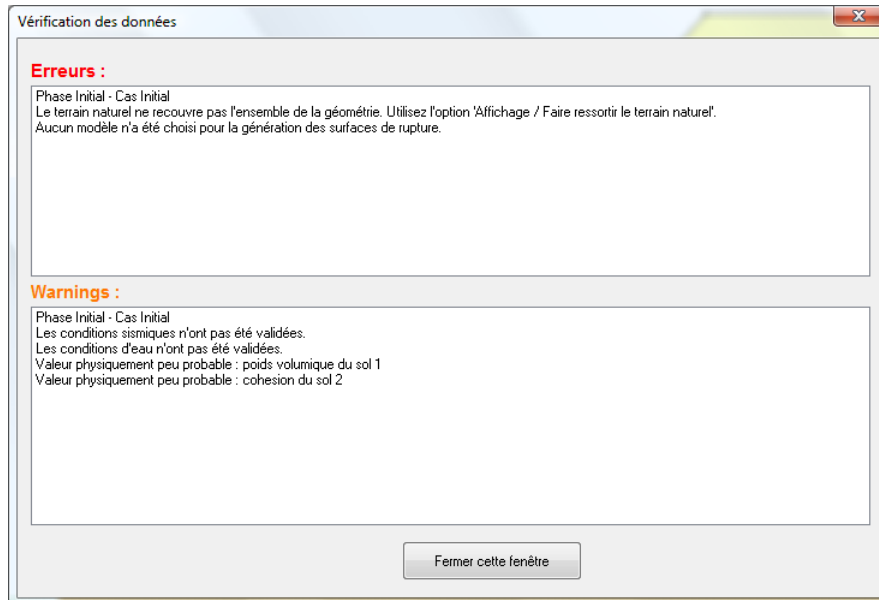 Vérification des données
Erreurs :
Phase Initial - Cas Initial
Le terrain naturel ne recouvre pas l'ensemble de la géométrie. Utilisez l'option 'Affichage / Faire ressortir le terrain naturel'.
Aucun modèle n'a été choisi pour la génération des surfaces de rupture.
Warnings :
Phase Initial - Cas Initial
Les conditions sismiques n'ont pas été validées.
Les conditions d'eau n'ont pas été validées.
Valeur physiquement peu probable : poids volumique du sol 1
Valeur physiquement peu probable : cohesion du sol 2
Fermer cette fenêtre